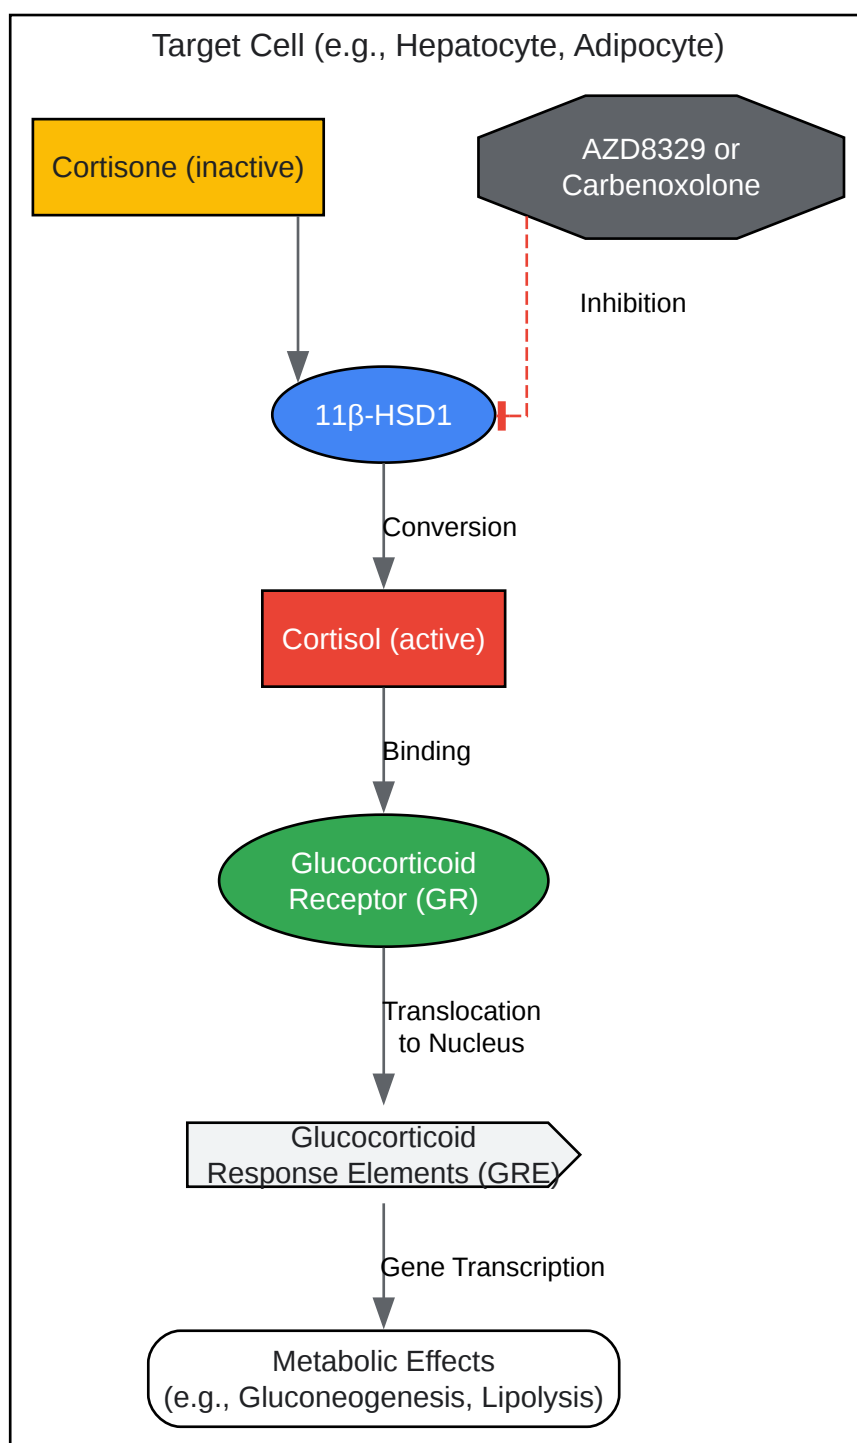 Target Cell (e.g., Hepatocyte, Adipocyte)
Cortisone (inactive)
AZD8329 or
Carbenoxolone
Inhibition
11β-HSD1
Conversion
Cortisol (active)
Binding
Glucocorticoid
Receptor (GR)
Translocation
to Nucleus
Glucocorticoid
Response Elements (GRE)
Gene Transcription
Metabolic Effects
(e.g., Gluconeogenesis, Lipolysis)